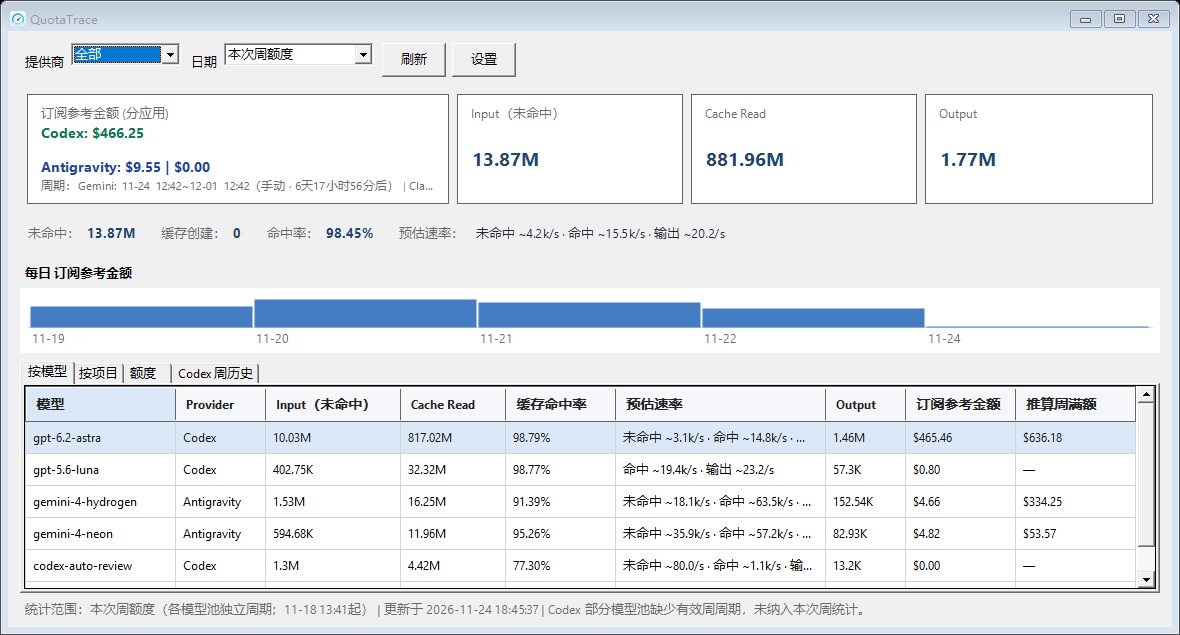 QuotaTrace
提供商 全部 日期 本次周额度 刷新 设置
订阅参考金额 (分应用)
Codex: $466.25
Antigravity: $9.55 | $0.00
周期: Gemini: 11-24 12:42~12-01 12:42 (手动 · 6天17小时56分后) | Cla...
Input（未命中）
13.87M
Cache Read
881.96M
Output
1.77M
未命中: 13.87M 缓存创建: 0 命中率: 98.45% 预估速率: 未命中 ~4.2k/s · 命中 ~15.5k/s · 输出 ~20.2/s
每日 订阅参考金额
11-19 11-20 11-21 11-22 11-24
按模型 按项目 额度 Codex 周历史
模型 Provider Input（未命中） Cache Read 缓存命中率 预估速率 Output 订阅参考金额 推算周满额
gpt-6.2-astra Codex 10.03M 817.02M 98.79% 未命中 ~3.1k/s · 命中 ~14.8k/s · ... 1.46M $465.46 $636.18
gpt-5.6-luna Codex 402.75K 32.32M 98.77% 命中 ~19.4k/s · 输出 ~23.2/s 57.3K $0.80 —
gemini-4-hydrogen Antigravity 1.53M 16.25M 91.39% 未命中 ~18.1k/s · 命中 ~63.5k/s · ... 152.54K $4.66 $334.25
gemini-4-neon Antigravity 594.68K 11.96M 95.26% 未命中 ~35.9k/s · 命中 ~57.2k/s · ... 82.93K $4.82 $53.57
codex-auto-review Codex 1.3M 4.42M 77.30% 未命中 ~80.0/s · 命中 ~1.1k/s · 输... 13.2K $0.00 —
统计范围: 本次周额度（各模型池独立周期; 11-18 13:41起） | 更新于 2026-11-24 18:45:37 | Codex 部分模型池缺少有效周周期，未纳入本次周统计。